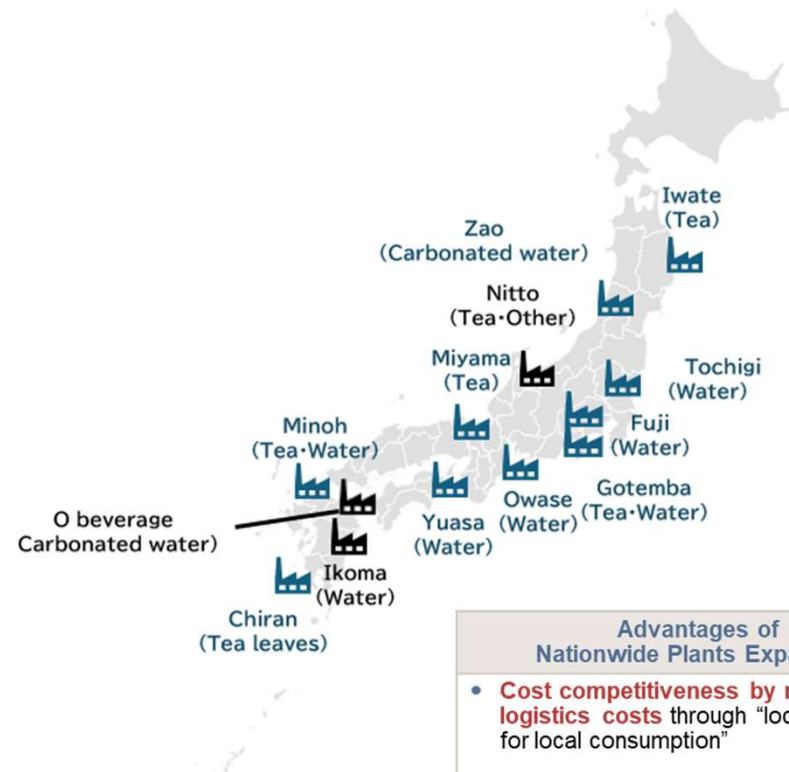 Iwate
(Tea)
Zao
(Carbonated water)
Nitto
(Tea・Other)
Miyama
(Tea)
Tochigi
(Water)
Minoh
(Tea・Water)
Fuji
(Water)
O beverage
Carbonated water)
Yuasa
(Water)
Owase
(Water)
Gotemba
(Tea・Water)
Ikoma
(Water)
Chiran
(Tea leaves)
Advantages of
Nationwide Plants
• Cost competitiveness by
logistics costs through
for local consumption”